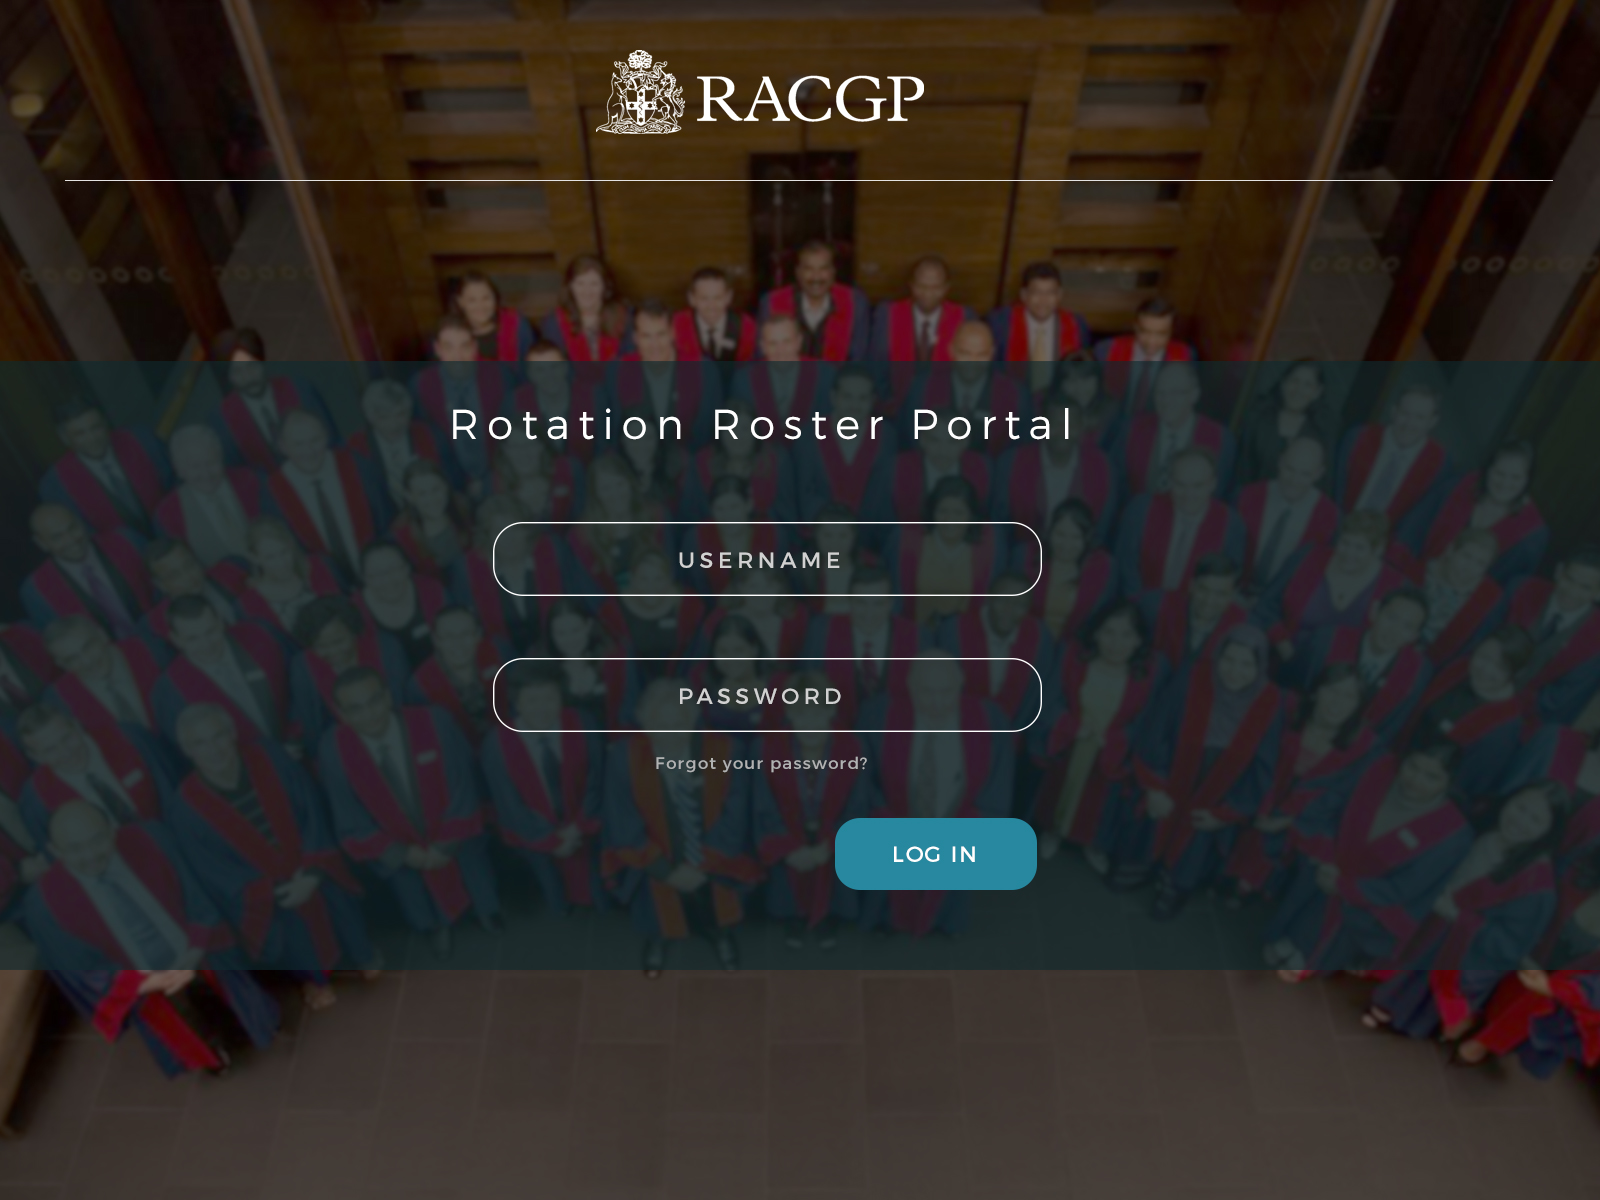 RACGP
Rotation Roster Portal
USERNAME
PASSWORD
Forgot your password?
LOG IN